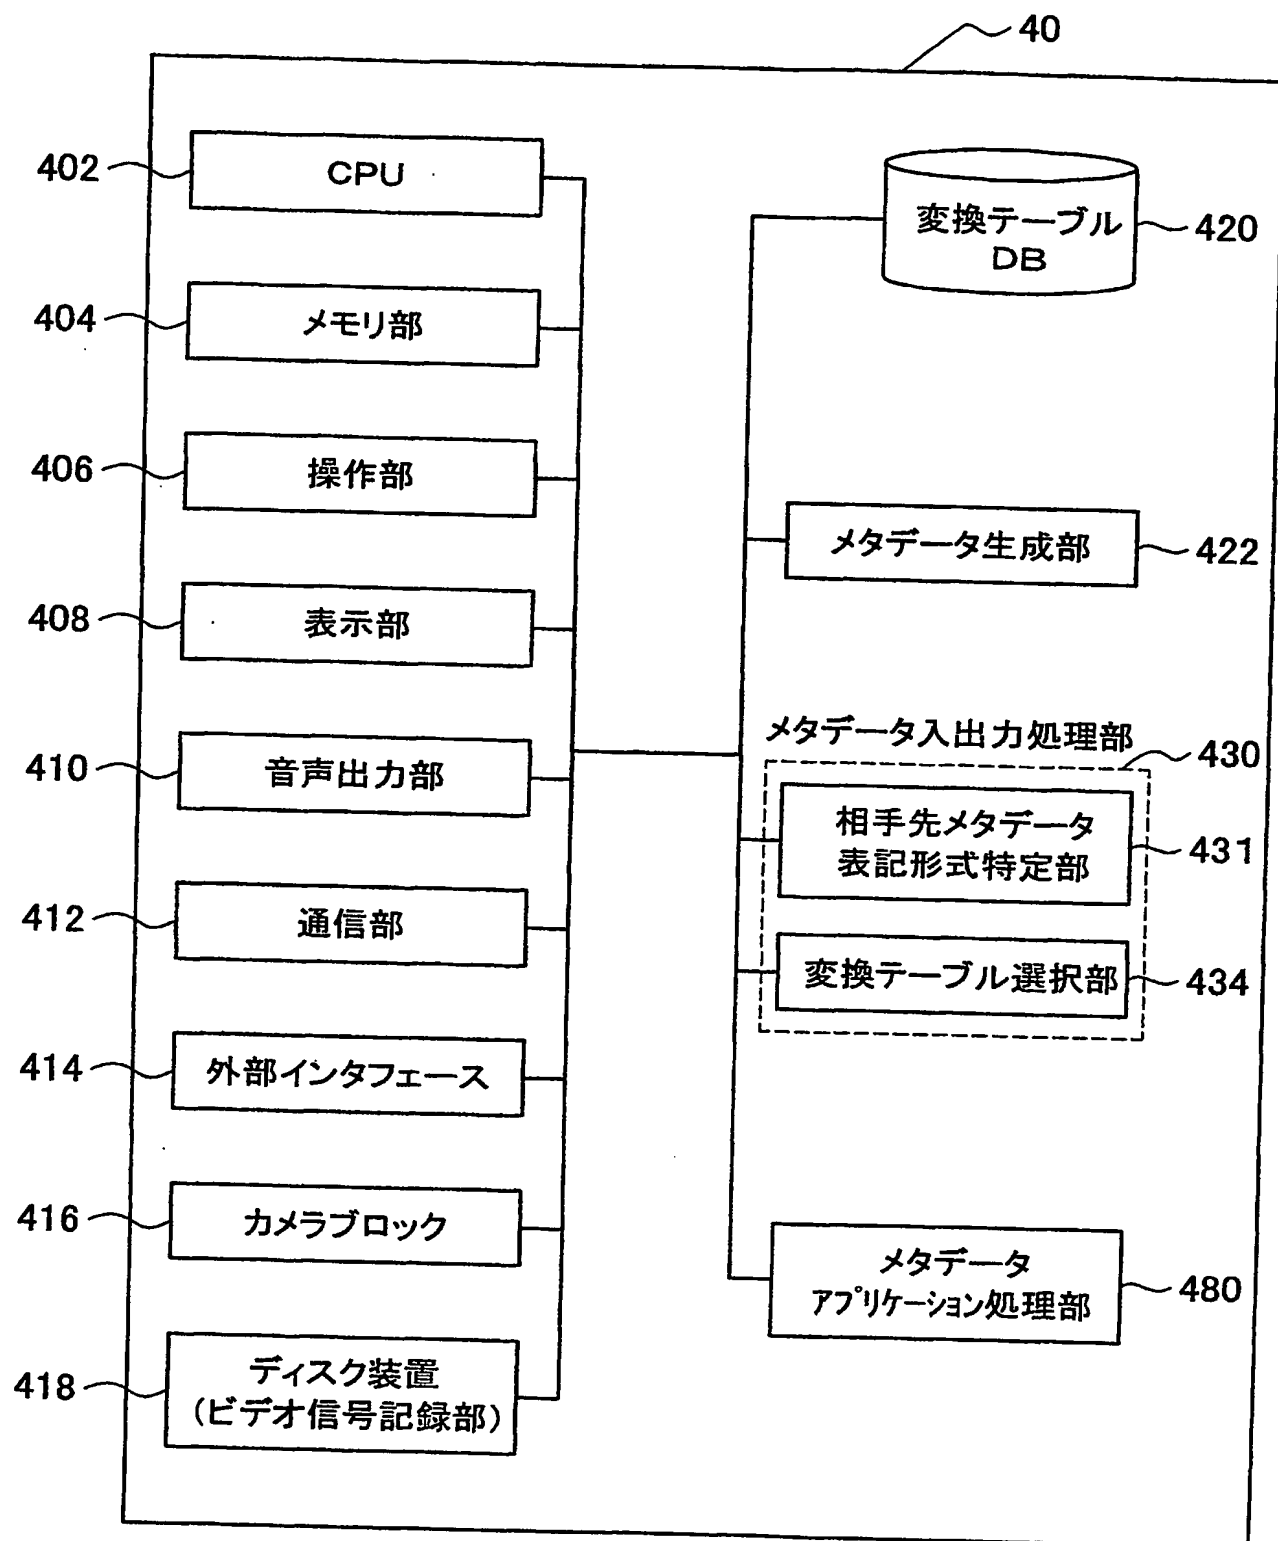 40
402
CPU
404
メモリ部
406
操作部
408
表示部
410
音声出力部
412
通信部
414
外部インタフェース
416
カメラブロック
418
ディスク装置
(ビデオ信号記録部)
変換テーブル
DB
420
メタデータ生成部
422
メタデータ入出力処理部
430
相手先メタデータ
表記形式特定部
431
変換テーブル選択部
434
メタデータ
アプリケーション処理部
480